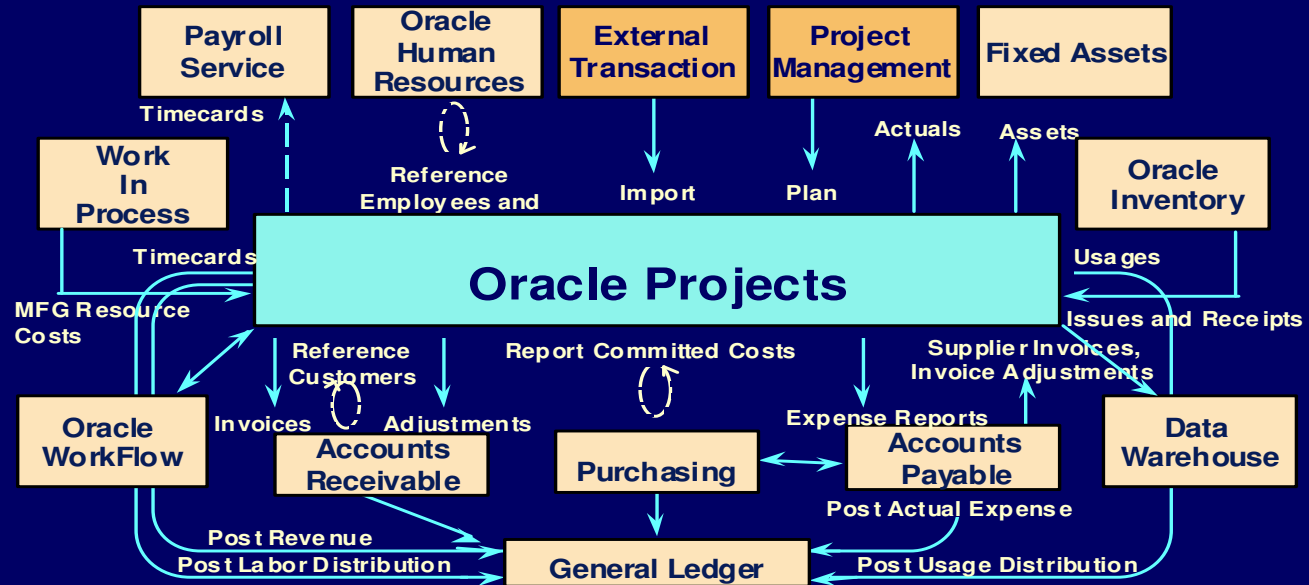 Payroll
Service
Oracle
Human
Resources
External
Transaction
Project
Management
Fixed Assets
Timecards
Actuals
Assets
Work
In
Process
Reference
Employees and
Import
Plan
Oracle
Inventory
Timecards
Oracle Projects
Usages
MFG Resource
Costs
Issues and Receipts
Reference
Customers
Report Committed Costs
Supplier Invoices,
Invoice Adjustments
Invoices
Adjustments
Expense Reports
Oracle
WorkFlow
Accounts
Receivable
Purchasing
Accounts
Payable
Data
Warehouse
Post Actual Expense
Post Revenue
Post Labor Distribution
General Ledger
Post Usage Distribution